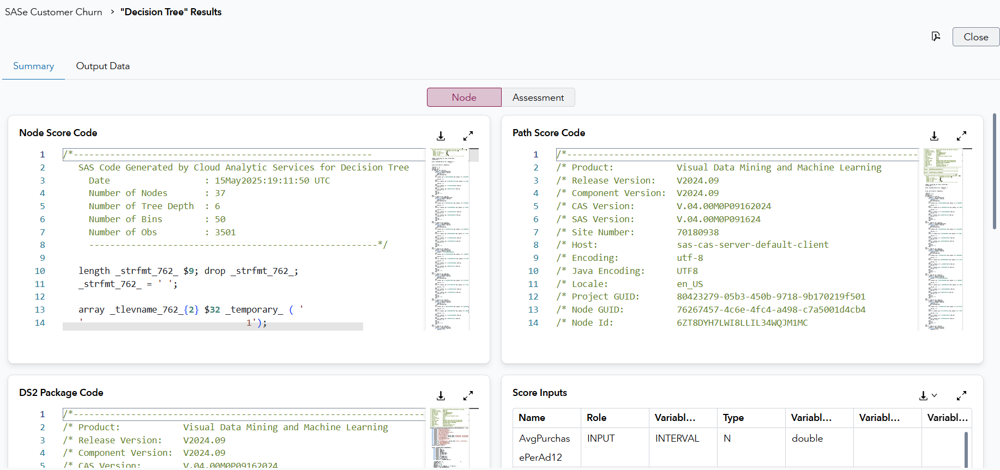 SASe Customer Churn > "Decision Tree" Results
Close
Summary Output Data
Node Assessment
Node Score Code
1 /*---------------------------------------------------------
2 SAS Code Generated by Cloud Analytic Services for Decision Tree
3 Date : 15May2025:19:11:50 UTC
4 Number of Nodes : 37
5 Number of Tree Depth : 6
6 Number of Bins : 50
7 Number of Obs : 3501
8 -------------------------------------------------------*/
9
10 length _strfmt_762_ $9; drop _strfmt_762_;
11 _strfmt_762_ = ' ';
12
13 array _tlevname_762_{2} $32 _temporary_ ( '
14 ' 1');
Path Score Code
1 /*-------------------------------------------------------------------
2 /* Product: Visual Data Mining and Machine Learning
3 /* Release Version: V2024.09
4 /* Component Version: V2024.09
5 /* CAS Version: V.04.00M0P09162024
6 /* SAS Version: V.04.00M0P091624
7 /* Site Number: 70180938
8 /* Host: sas-cas-server-default-client
9 /* Encoding: utf-8
10 /* Java Encoding: UTF8
11 /* Locale: en_US
12 /* Project GUID: 80423279-05b3-450b-9718-9b170219f501
13 /* Node GUID: 76267457-4c6e-4fc4-a498-c7a5001d4cb4
14 /* Node Id: 6ZT8DYH7LWI8LLIL34WQJM1MC
DS2 Package Code
1 /*-------------------------------------------------------------------
2 /* Product: Visual Data Mining and Machine Learning
3 /* Release Version: V2024.09
4 /* Component Version: V2024.09
5 /* CAS Version: V.04.00M0P09162024
Score Inputs
Name Role Variabl... Type Variabl... Variabl... Variabl...
AvgPurchas INPUT INTERVAL N double
ePerAd12